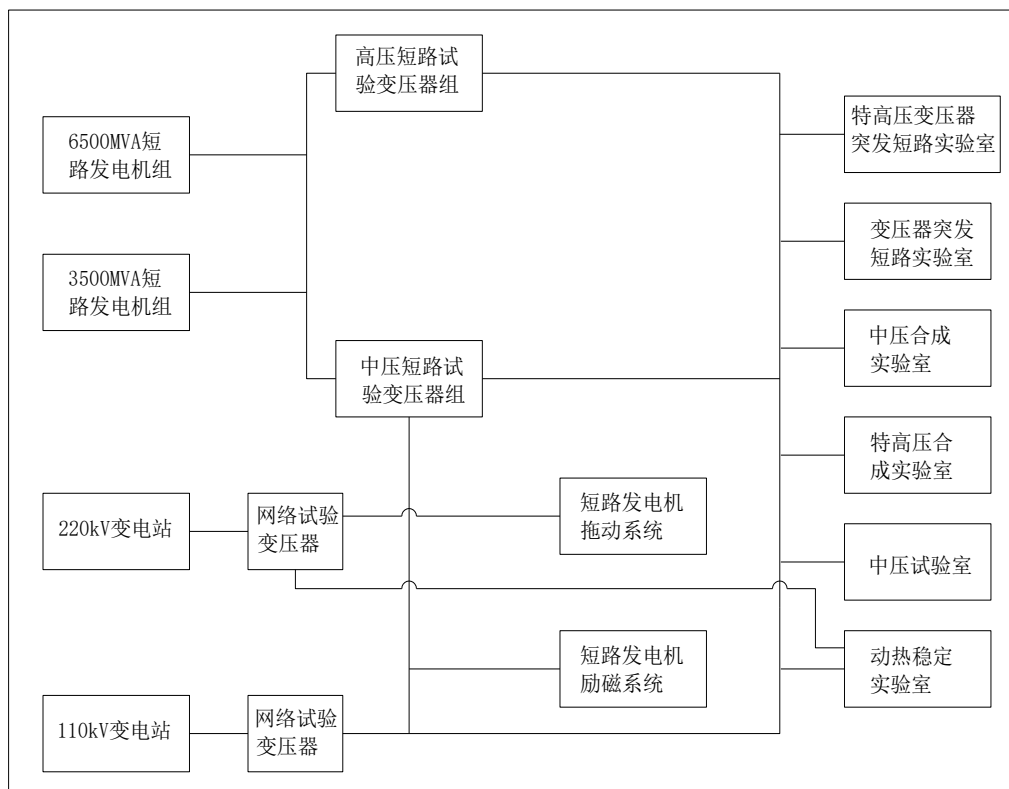 高压短路试
验变压器组
6500MVA短
路发电机组
3500MVA短
路发电机组
中压短路试
验变压器组
220kV变电站
网络试验
变压器
短路发电机
拖动系统
短路发电机
励磁系统
110kV变电站
网络试验
变压器
特高压变压器
突发短路实验室
变压器突发
短路实验室
中压合成
实验室
特高压合
成实验室
中压试验室
动热稳定
实验室